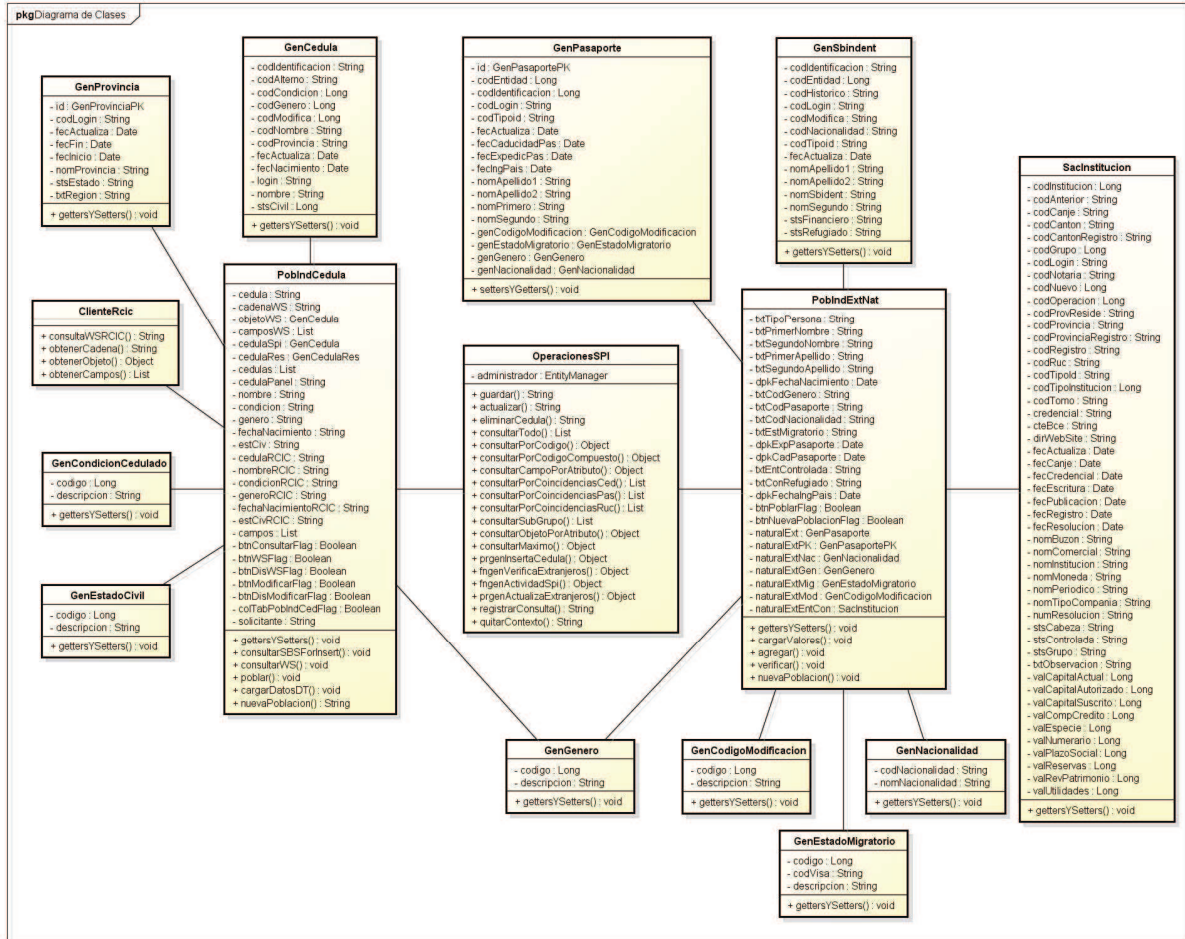 pkg Diagrama de Clases
GenProvincia
- id : GenProvinciaPK
- codLogin : String
- fecActualiza : Date
- fecFin : Date
- fecInicio : Date
- nomProvincia : String
- stsEstado : String
- txtRegion : String
+ gettersYSetters() : void
GenCedula
- codIdentificacion : String
- codAlterno : String
- codCondicion : Long
- codGenero : Long
- codModifica : Long
- codNombre : String
- codProvincia : String
- fecActualiza : Date
- fecNacimiento : Date
- login : String
- nombre : String
- stsCivil : Long
+ gettersYSetters() : void
GenPasaporte
- id : GenPasaportePK
- codEntidad : Long
- codIdentificacion : Long
- codLogin : String
- codTipoid : String
- fecActualiza : Date
- fecCaducidadPas : Date
- fecExpedicPas : Date
- fecIngPais : Date
- nomApellido1 : String
- nomApellido2 : String
- nomPrimero : String
- nomSegundo : String
- genCodigoModificacion : GenCodigoModificacion
- genEstadoMigratorio : GenEstadoMigratorio
- genGenero : GenGenero
- genNacionalidad : GenNacionalidad
+ settersYGetters() : void
GenSbindent
- codIdentificacion : String
- codEntidad : Long
- codHistorico : String
- codLogin : String
- codModifica : String
- codNacionalidad : String
- codTipoid : String
- fecActualiza : Date
- nomApellido1 : String
- nomApellido2 : String
- nomSbident : String
- nomSegundo : String
- stsFinanciero : String
- stsRefugiado : String
+ gettersYSetters() : void
SacInstitucion
- codInstitucion : Long
- codAnterior : String
- codCanje : String
- codCanton : String
- codCantonRegistro : String
- codGrupo : Long
- codLogin : String
- codNotaria : String
- codNuevo : Long
- codOperacion : Long
- codProvReside : String
- codProvincia : String
- codProvinciaRegistro : String
- codRegistro : String
- codRuc : String
- codTipoId : String
- codTipoInstitucion : Long
- codTomo : String
- credencial : String
- cteBce : String
- dirWebSite : String
- fecActualiza : Date
- fecCanje : Date
- fecCredencial : Date
- fecEscritura : Date
- fecPublicacion : Date
- fecRegistro : Date
- fecResolucion : Date
- nomBuzon : String
- nomComercial : String
- nomInstitucion : String
- nomMoneda : String
- nomPeriodico : String
- nomTipoCompania : String
- numResolucion : String
- stsCabeza : String
- stsControlada : String
- stsGrupo : String
- txtObservacion : String
- valCapitalActual : Long
- valCapitalAutorizado : Long
- valCapitalSuscrito : Long
- valCompCredito : Long
- valEspecie : Long
- valNumerario : Long
- valPlazoSocial : Long
- valReservas : Long
- valRevPatrimonio : Long
- valUtilidades : Long
+ gettersYSetters() : void
ClienteRcic
+ consultaWSRCIC() : String
+ obtenerCadena() : String
+ obtenerObjeto() : Object
+ obtenerCampos() : List
GenCondicionCedulado
- codigo : Long
- descripcion : String
+ gettersYSetters() : void
GenEstadoCivil
- codigo : Long
- descripcion : String
+ gettersYSetters() : void
PobIndCedula
- cedula : String
- cadenaWS : String
- objetoWS : GenCedula
- camposWS : List
- cedulaSpi : GenCedula
- cedulaRes : GenCedulaRes
- cedulas : List
- cedulaPanel : String
- nombre : String
- condicion : String
- genero : String
- fechaNacimiento : String
- estCiv : String
- cedulaRCIC : String
- nombreRCIC : String
- condicionRCIC : String
- generoRCIC : String
- fechaNacimientoRCIC : String
- estCivRCIC : String
- campos : List
- btnConsultarFlag : Boolean
- btnWSFlag : Boolean
- btnDisWSFlag : Boolean
- btnModificarFlag : Boolean
- btnDisModificarFlag : Boolean
- colTabPobIndCedFlag : Boolean
- solicitante : String
+ gettersYSetters() : void
+ consultarSBSForInsert() : void
+ consultarWS() : void
+ poblar() : void
+ cargarDatosDT() : void
+ nuevaPoblacion() : String
OperacionesSPI
- administrador : EntityManager
+ guardar() : String
+ actualizar() : String
+ eliminarCedula() : String
+ consultarTodo() : List
+ consultarPorCodigo() : Object
+ consultarPorCodigoCompuesto() : Object
+ consultarCampoPorAtributo() : Object
+ consultarPorCoincidenciasCed() : List
+ consultarPorCoincidenciasPas() : List
+ consultarPorCoincidenciasRuc() : List
+ consultarSubGrupo() : List
+ consultarObjetoPorAtributo() : Object
+ consultarMaximo() : Object
+ prgenInsertaCedula() : Object
+ fngenVerificaExtranjeros() : Object
+ fngenActividadSpi() : Object
+ prgenActualizaExtranjeros() : Object
+ registrarConsulta() : String
+ quitarContexto() : String
PobIndExtNat
- txtTipoPersona : String
- txtPrimerNombre : String
- txtSegundoNombre : String
- txtPrimerApellido : String
- txtSegundoApellido : String
- dpkFechaNacimiento : Date
- txtCodGenero : String
- txtCodPasaporte : String
- txtCodNacionalidad : String
- txtEstMigratorio : String
- dpkExpPasaporte : Date
- dpkCadPasaporte : Date
- txtEntControlada : String
- txtConRefugiado : String
- dpkFechaIngPais : Date
- btnPoblarFlag : Boolean
- btnNuevaPoblacionFlag : Boolean
- naturalExt : GenPasaporte
- naturalExtPK : GenPasaportePK
- naturalExtNac : GenNacionalidad
- naturalExtGen : GenGenero
- naturalExtMig : GenEstadoMigratorio
- naturalExtMod : GenCodigoModificacion
- naturalExtEntCon : SacInstitucion
+ gettersYSetters() : void
+ cargarValores() : void
+ agregar() : void
+ verificar() : void
+ nuevaPoblacion() : void
GenGenero
- codigo : Long
- descripcion : String
+ gettersYSetters() : void
GenCodigoModificacion
- codigo : Long
- descripcion : String
+ gettersYSetters() : void
GenNacionalidad
- codNacionalidad : String
- nomNacionalidad : String
+ gettersYSetters() : void
GenEstadoMigratorio
- codigo : Long
- codVisa : String
- descripcion : String
+ gettersYSetters() : void